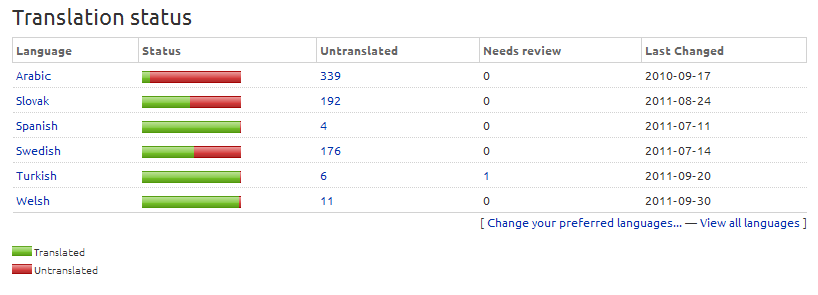 Translation status
Language Status Untranslated Needs review Last Changed
Arabic 339 0 2010-09-17
Slovak 192 0 2011-08-24
Spanish 4 0 2011-07-11
Swedish 176 0 2011-07-14
Turkish 6 1 2011-09-20
Welsh 11 0 2011-09-30
[ Change your preferred languages... — View all languages ]
Translated
Untranslated